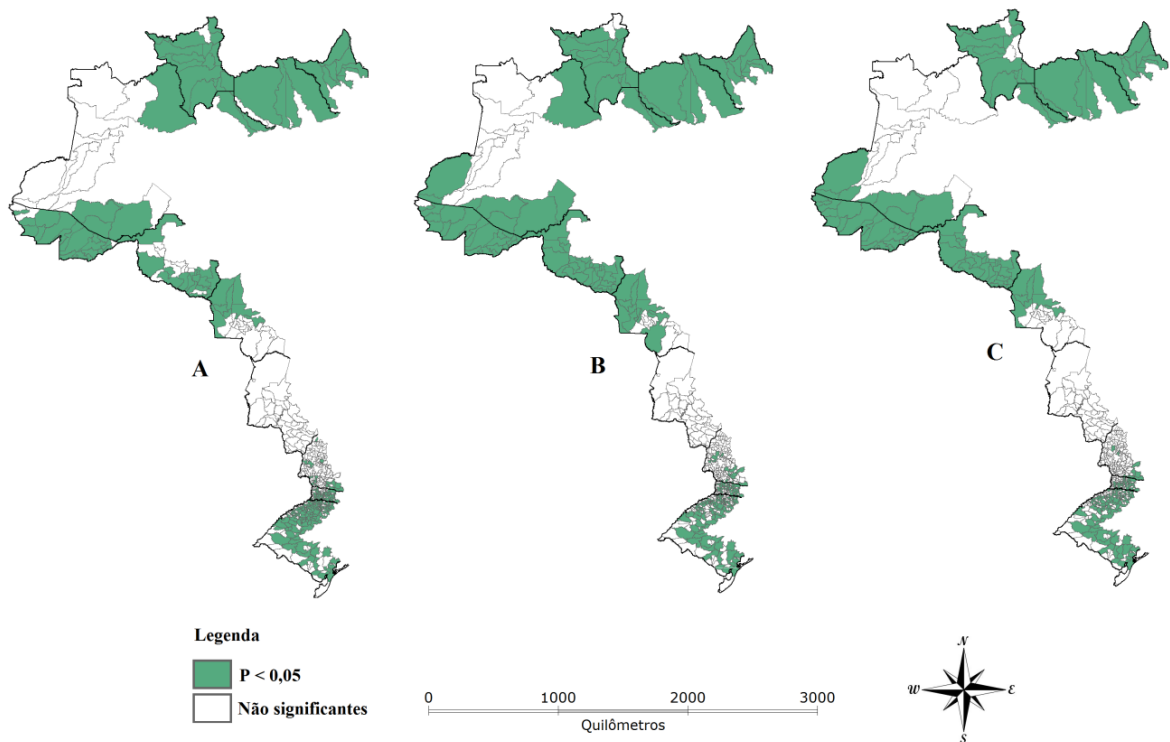 A
B
C
Legenda
P < 0,05
Não significantes
0 1000 2000 3000
Quilômetros
N
W E
S